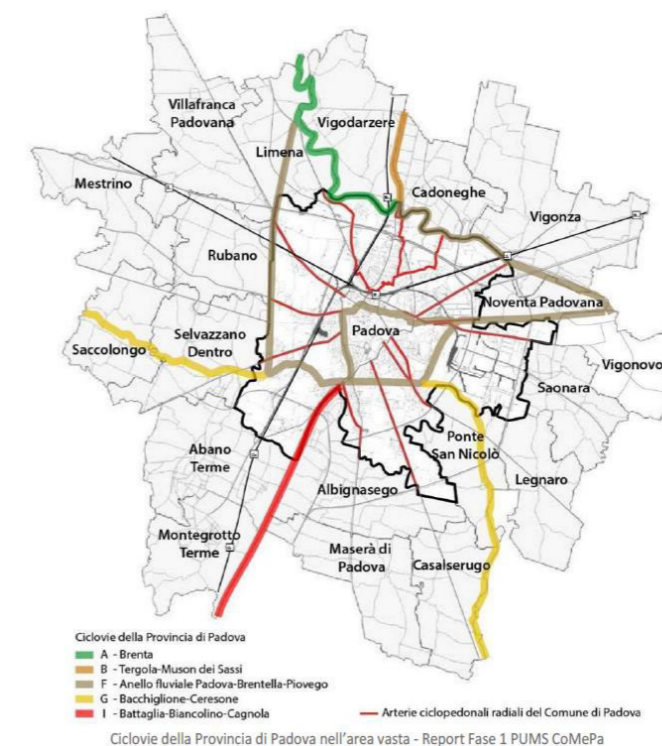 Villafranca
Padovana
Vigodarzere
Limena
Mestrino
Cadoneghe
Vigonza
Rubano
Noventa Padovana
Padova
Selvazzano
Dentro
Saccolongo
Vigonovo
Saonara
Ponte
San Nicolò
Abano
Terme
Legnaro
Albignasego
Montegrotto
Terme
Maserà di
Padova
Casalserugo
Ciclovie della Provincia di Padova
A - Brenta
B - Tergola-Muson dei Sassi
F - Anello fluviale Padova-Brentella-Piovego
G - Bacchiglione-Ceresone
I - Battaglia-Biancolino-Cagnola
Arterie ciclopedonali radiali del Comune di Padova
Ciclovie della Provincia di Padova nell'area vasta - Report Fase 1 PUMS CoMePa